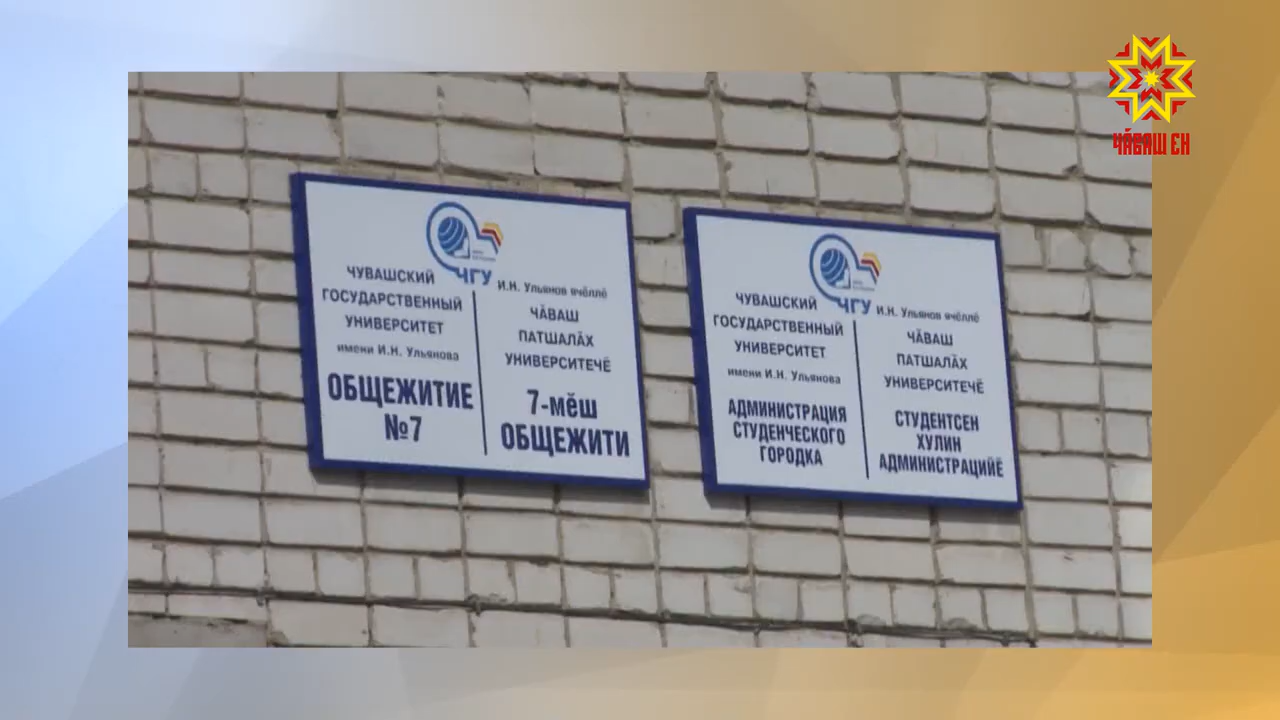 ЧӐВАШ ЕН
ЧГУ
ЧУВАШСКИЙ
ГОСУДАРСТВЕННЫЙ
УНИВЕРСИТЕТ
имени И.Н. Ульянова
ОБЩЕЖИТИЕ
№7
И.Н. Ульянов ячӗллӗ
ЧӐВАШ
ПАТШАЛӐХ
УНИВЕРСИТЕЧӖ
7-мӗш
ОБЩЕЖИТИ
ЧГУ
ЧУВАШСКИЙ
ГОСУДАРСТВЕННЫЙ
УНИВЕРСИТЕТ
имени И.Н. Ульянова
АДМИНИСТРАЦИЯ
СТУДЕНЧЕСКОГО
ГОРОДКА
И.Н. Ульянов ячӗллӗ
ЧӐВАШ
ПАТШАЛӐХ
УНИВЕРСИТЕЧӖ
СТУДЕНТСЕН
ХУЛИН
АДМИНИСТРАЦИЙӖ